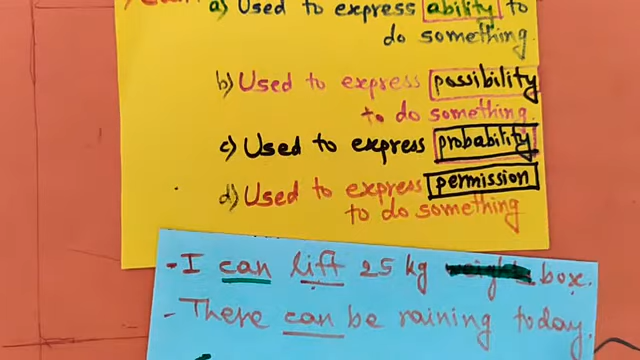 a) Used to express ability to
do something.
b) Used to express possibility
to do something.
c) Used to express probability
d) Used to express permission
to do something
- I can lift 25 kg box.
- There can be raining today.